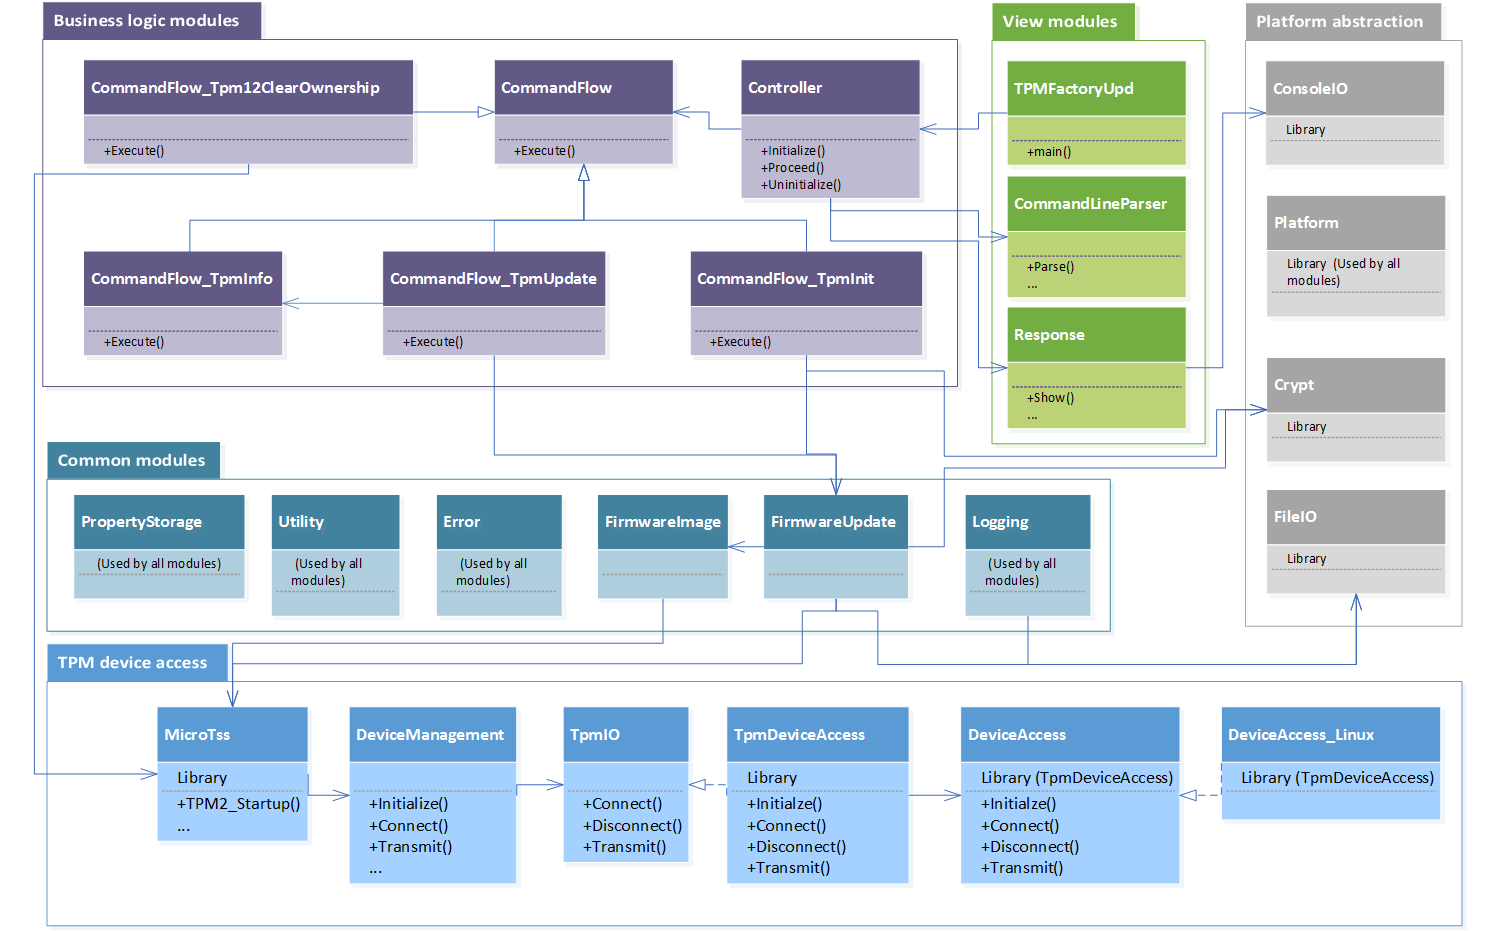 Business logic modules
CommandFlow_Tpm12ClearOwnership
+Execute()
CommandFlow
+Execute()
Controller
+Initialize()
+Proceed()
+Uninitialize()
CommandFlow_TpmInfo
+Execute()
CommandFlow_TpmUpdate
+Execute()
CommandFlow_TpmInit
+Execute()
View modules
TPMFactoryUpd
+main()
CommandLineParser
+Parse()
...
Response
+Show()
...
Platform abstraction
ConsoleIO
Library
Platform
Library (Used by all
modules)
Crypt
Library
FileIO
Library
Common modules
PropertyStorage
(Used by all modules)
Utility
(Used by all
modules)
Error
(Used by all
modules)
FirmwareImage
FirmwareUpdate
Logging
(Used by all
modules)
TPM device access
MicroTss
Library
+TPM2_Startup()
...
DeviceManagement
+Initialize()
+Connect()
+Transmit()
...
TpmIO
+Connect()
+Disconnect()
+Transmit()
TpmDeviceAccess
Library
+Initialze()
+Connect()
+Disconnect()
+Transmit()
DeviceAccess
Library (TpmDeviceAccess)
+Initialze()
+Connect()
+Disconnect()
+Transmit()
DeviceAccess_Linux
Library (TpmDeviceAccess)